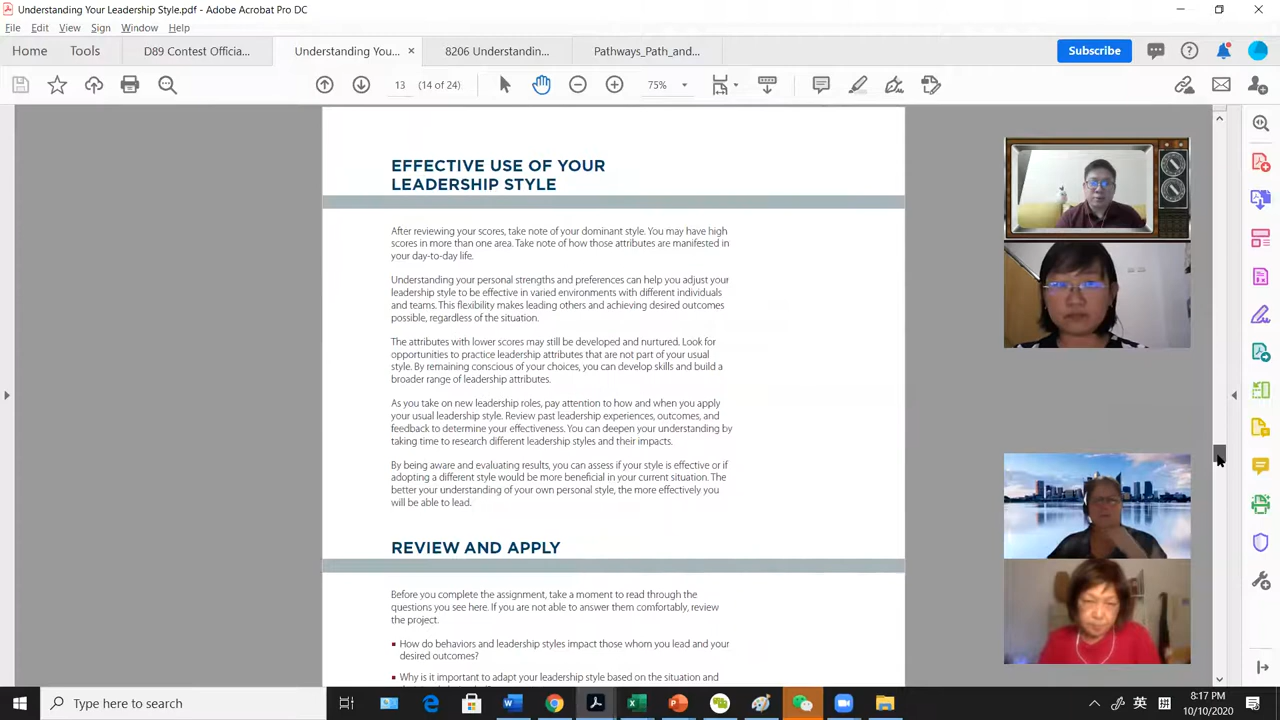 Understanding Your Leadership Style.pdf - Adobe Acrobat Pro DC
File Edit View Sign Window Help
Home Tools D89 Contest Officia... Understanding You... × 8206 Understandin... Pathways_Path_and... Subscribe
13 (14 of 24) 75%
EFFECTIVE USE OF YOUR
LEADERSHIP STYLE
After reviewing your scores, take note of your dominant style. You may have high
scores in more than one area. Take note of how those attributes are manifested in
your day-to-day life.
Understanding your personal strengths and preferences can help you adjust your
leadership style to be effective in varied environments with different individuals
and teams. This flexibility makes leading others and achieving desired outcomes
possible, regardless of the situation.
The attributes with lower scores may still be developed and nurtured. Look for
opportunities to practice leadership attributes that are not part of your usual
style. By remaining conscious of your choices, you can develop skills and build a
broader range of leadership attributes.
As you take on new leadership roles, pay attention to how and when you apply
your usual leadership style. Review past leadership experiences, outcomes, and
feedback to determine your effectiveness. You can deepen your understanding by
taking time to research different leadership styles and their impacts.
By being aware and evaluating results, you can assess if your style is effective or if
adopting a different style would be more beneficial in your current situation. The
better your understanding of your own personal style, the more effectively you
will be able to lead.
REVIEW AND APPLY
Before you complete the assignment, take a moment to read through the
questions you see here. If you are not able to answer them comfortably, review
the project.
▪ How do behaviors and leadership styles impact those whom you lead and your
desired outcomes?
▪ Why is it important to adapt your leadership style based on the situation and
Type here to search
英 拼 8:17 PM
10/10/2020